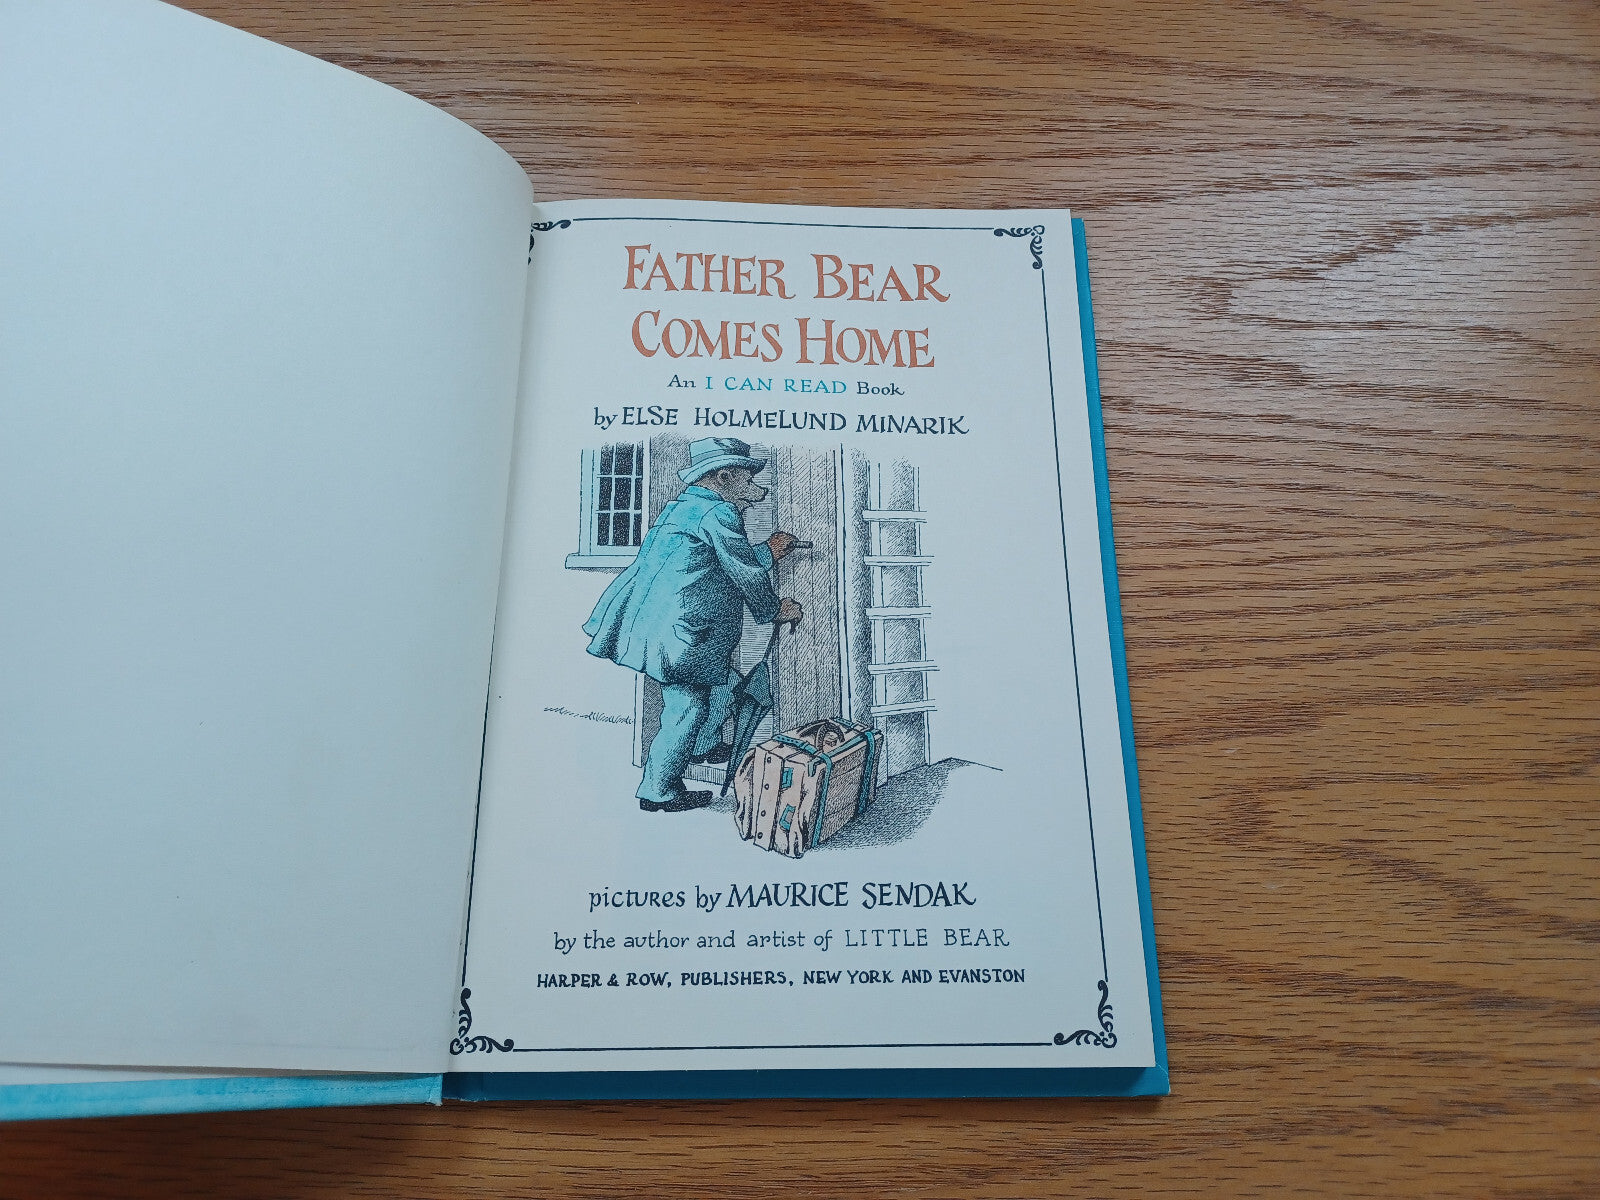 FATHER BEAR
COMES HOME
An I CAN READ Book
by ELSE HOLMELUND MINARIK
pictures by MAURICE SENDAK
by the author and artist of LITTLE BEAR
HARPER & ROW, PUBLISHERS, NEW YORK AND EVANSTON